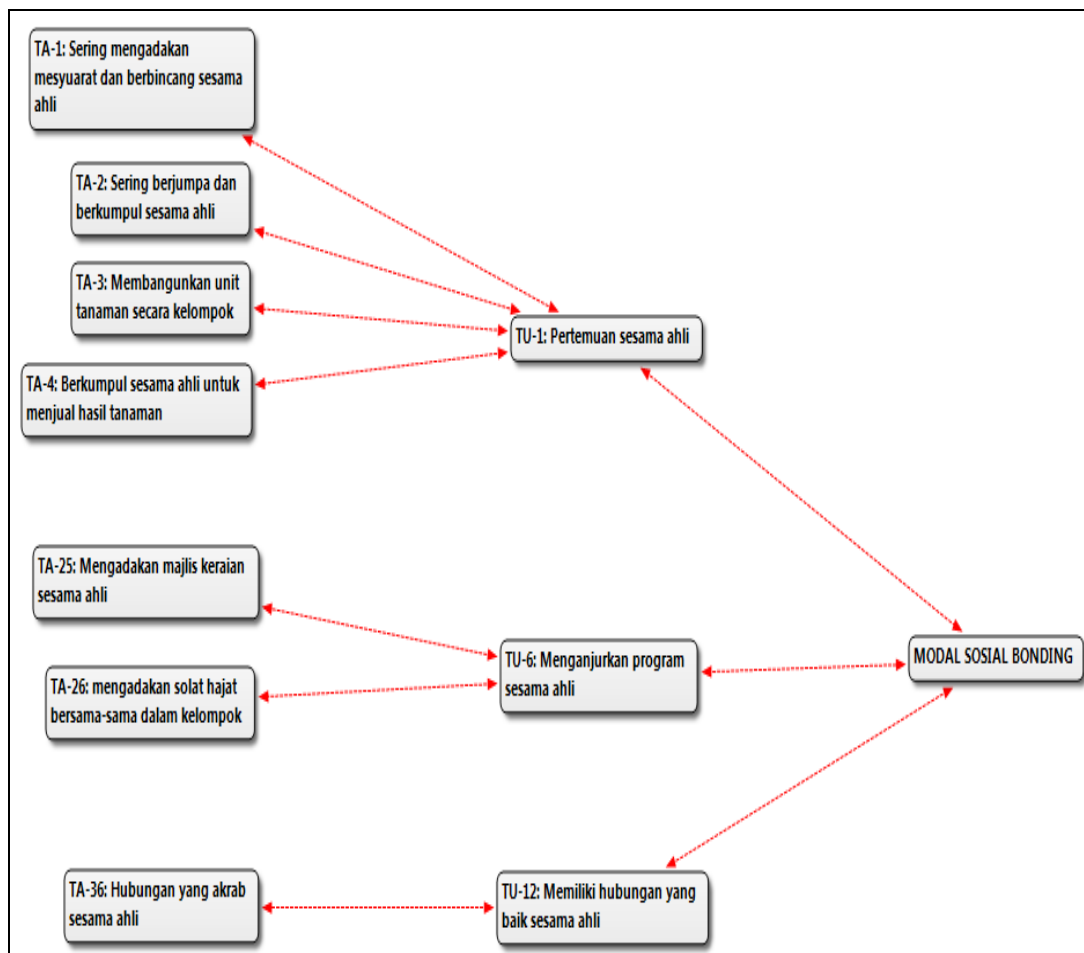 TA-1: Sering mengadakan
mesyuarat dan berbincang sesama
ahli
TA-2: Sering berjumpa dan
berkumpul sesama ahli
TA-3: Membangunkan unit
tanaman secara kelompok
TU-1: Pertemuan sesama ahli
TA-4: Berkumpul sesama ahli untuk
menjual hasil tanaman
TA-25: Mengadakan majlis keraian
sesama ahli
TU-6: Menganjurkan program
sesama ahli
MODAL SOSIAL BONDING
TA-26: mengadakan solat hajat
bersama-sama dalam kelompok
TA-36: Hubungan yang akrab
sesama ahli
TU-12: Memiliki hubungan yang
baik sesama ahli